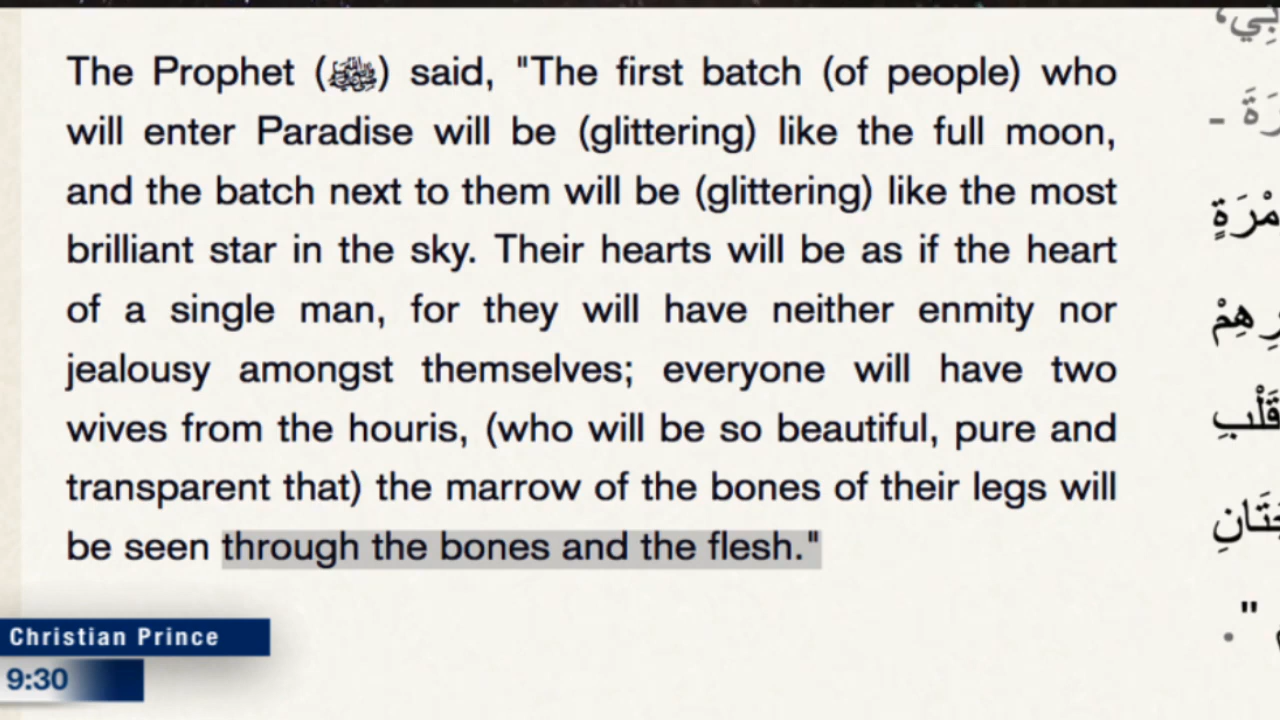 The Prophet (ﷺ) said, "The first batch (of people) who
will enter Paradise will be (glittering) like the full moon,
and the batch next to them will be (glittering) like the most
brilliant star in the sky. Their hearts will be as if the heart
of a single man, for they will have neither enmity nor
jealousy amongst themselves; everyone will have two
wives from the houris, (who will be so beautiful, pure and
transparent that) the marrow of the bones of their legs will
be seen through the bones and the flesh."
Christian Prince
9:30